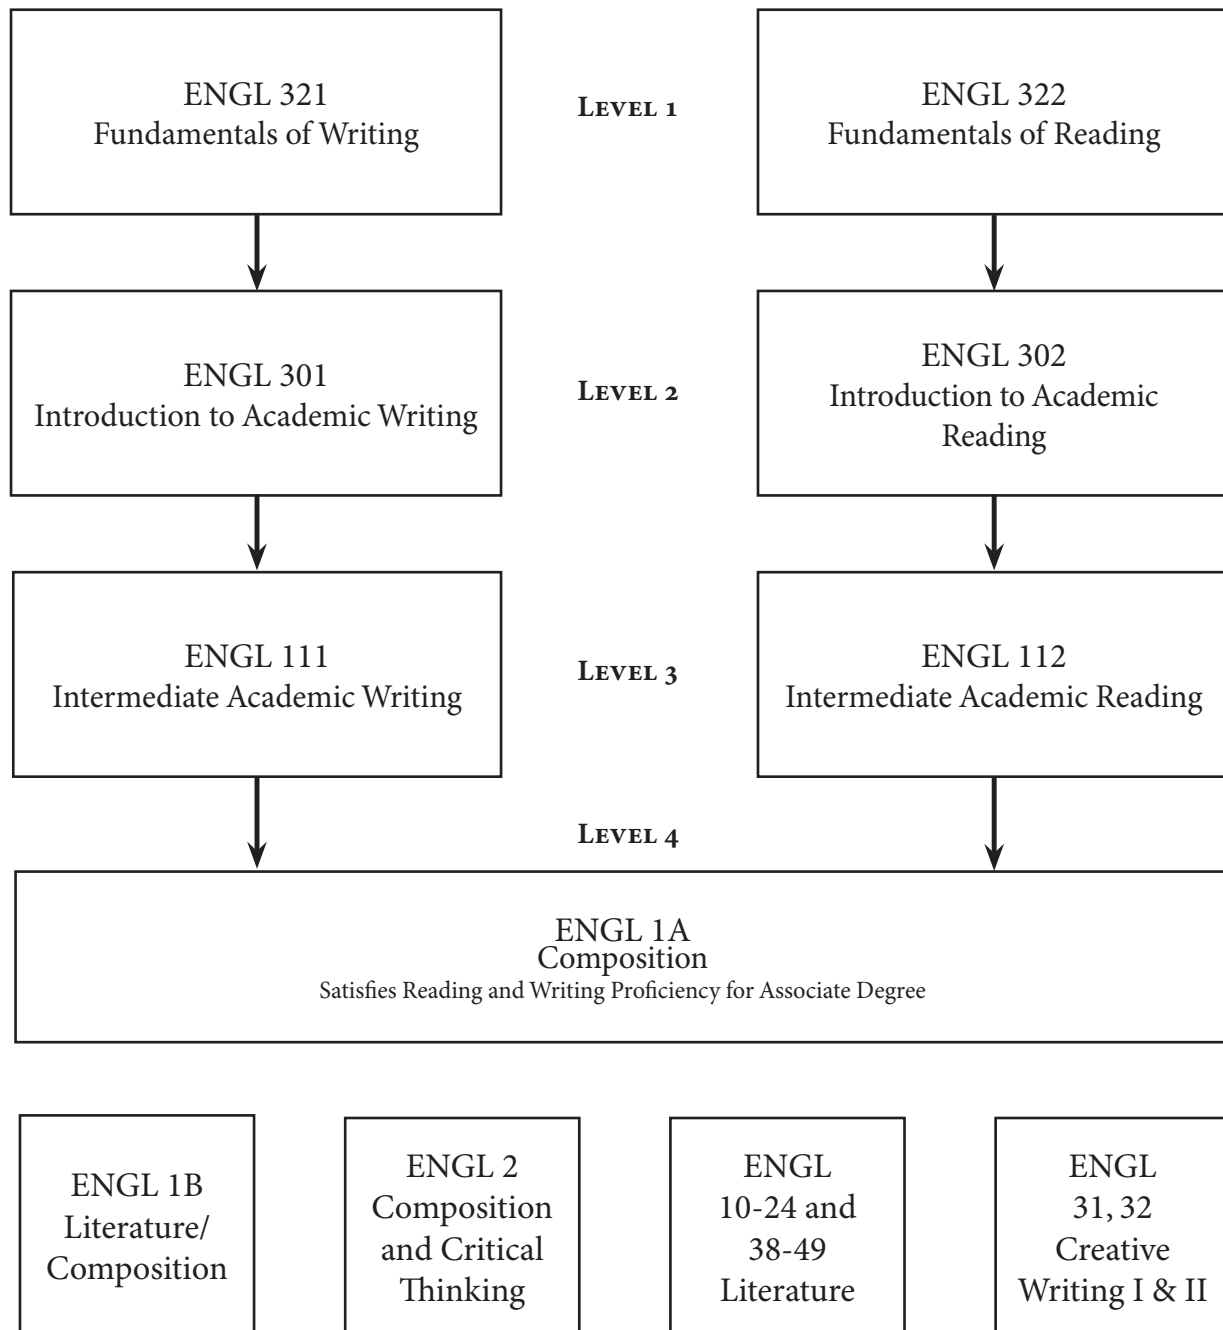 ENGL 321
Fundamentals of Writing
LEVEL 1
ENGL 322
Fundamentals of Reading
ENGL 301
Introduction to Academic Writing
LEVEL 2
ENGL 302
Introduction to Academic
Reading
ENGL 111
Intermediate Academic Writing
LEVEL 3
ENGL 112
Intermediate Academic Reading
LEVEL 4
ENGL 1A
Composition
Satisfies Reading and Writing Proficiency for Associate Degree
ENGL 1B
Literature/
Composition
ENGL 2
Composition
and Critical
Thinking
ENGL
10-24 and
38-49
Literature
ENGL
31, 32
Creative
Writing I & II